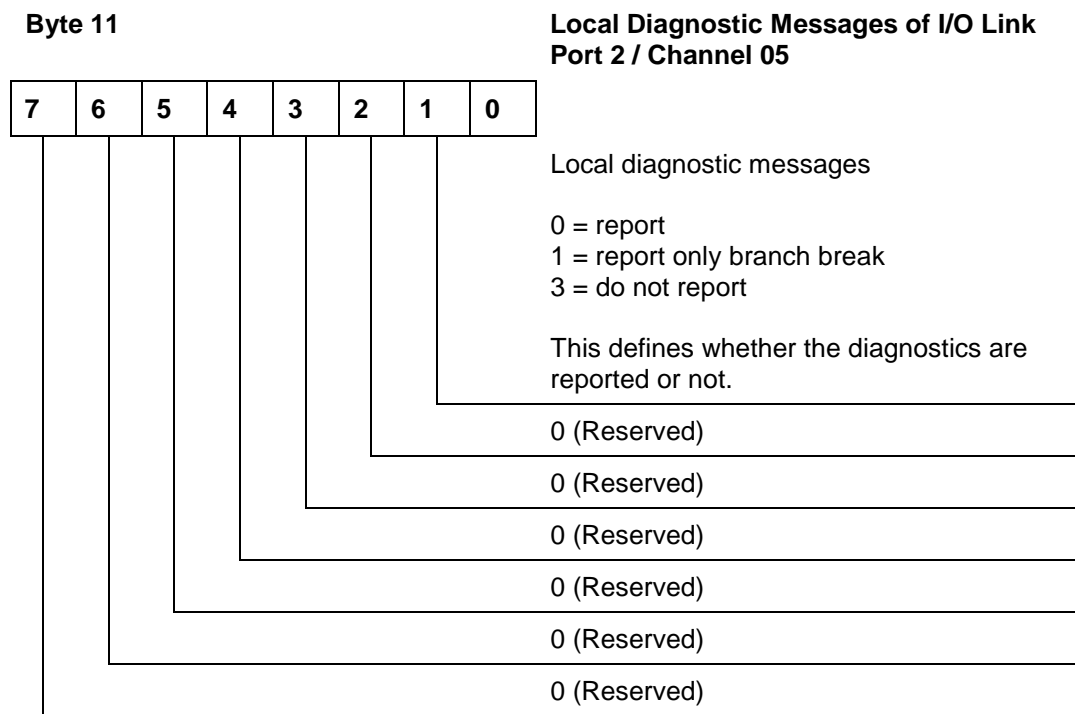 Byte 11
Local Diagnostic Messages of I/O Link
Port 2 / Channel 05
7 6 5 4 3 2 1 0
Local diagnostic messages
0 = report
1 = report only branch break
3 = do not report
This defines whether the diagnostics are
reported or not.
0 (Reserved)
0 (Reserved)
0 (Reserved)
0 (Reserved)
0 (Reserved)
0 (Reserved)